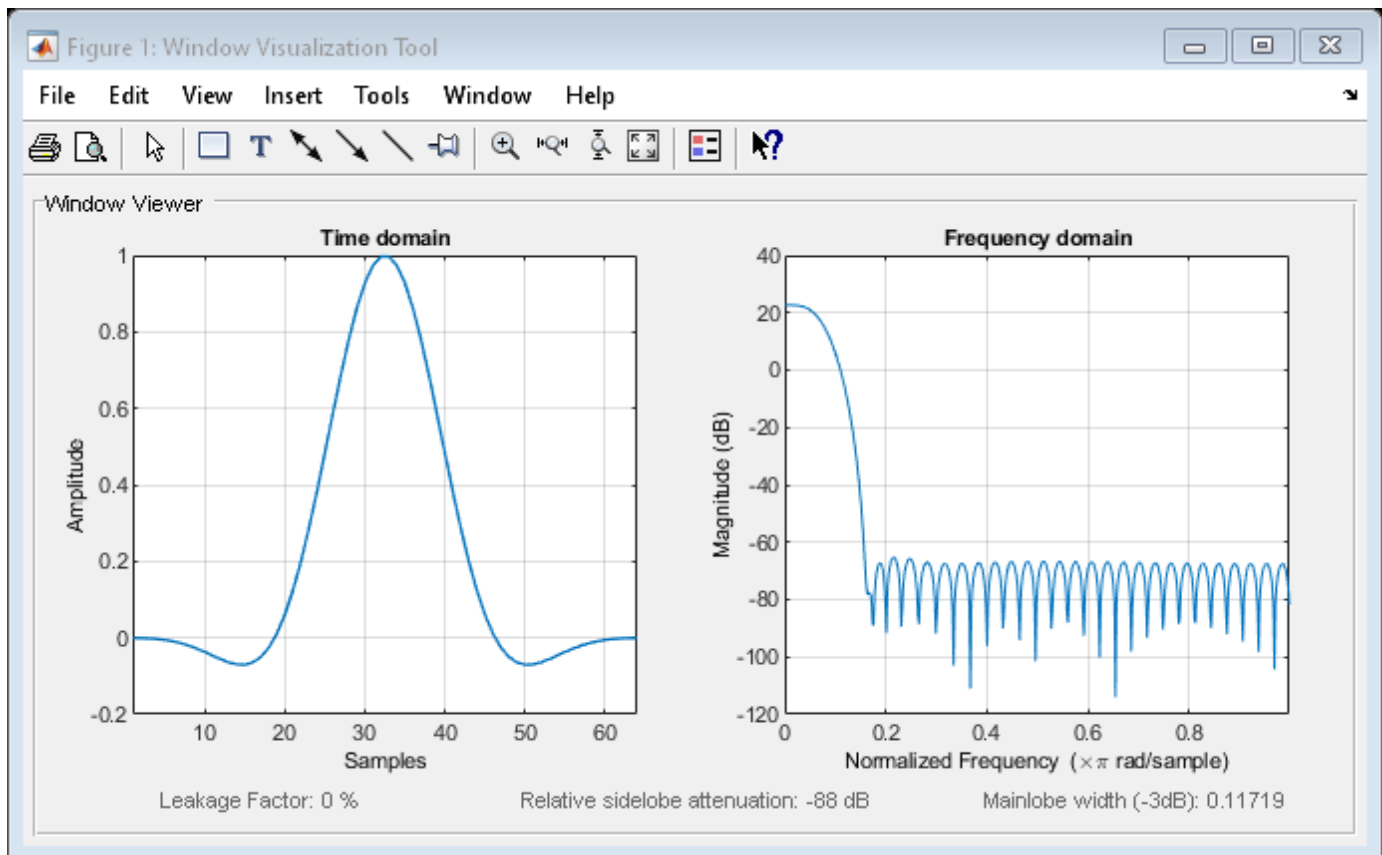 Figure 1: Window Visualization Tool
File Edit View Insert Tools Window Help
T
Window Viewer
Time domain
1
0.8
0.6
0.4
0.2
0
-0.2
Amplitude
10 20 30 40 50 60
Samples
Frequency domain
40
20
0
-20
-40
-60
-80
-100
-120
Magnitude (dB)
0 0.2 0.4 0.6 0.8
Normalized Frequency (×π rad/sample)
Leakage Factor: 0 % Relative sidelobe attenuation: -88 dB Mainlobe width (-3dB): 0.11719